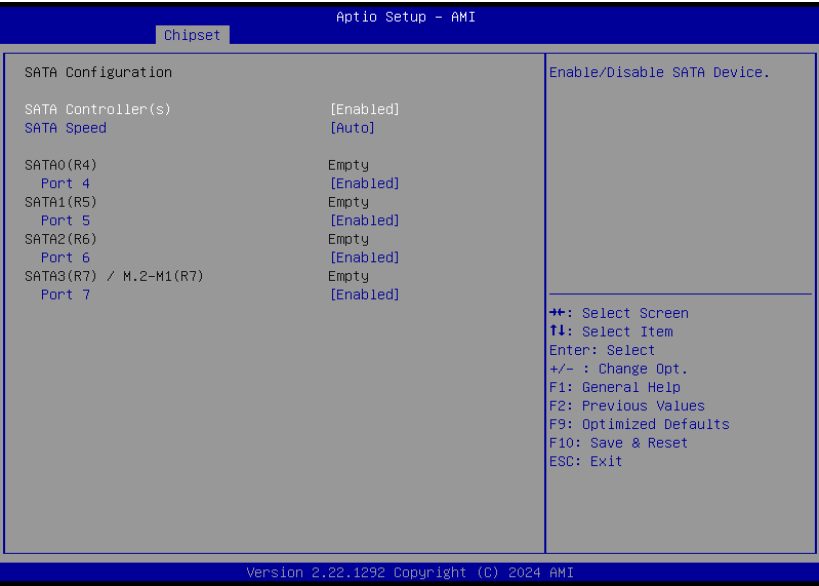 Aptio Setup – AMI
Chipset
SATA Configuration
SATA Controller(s) [Enabled]
SATA Speed [Auto]
SATA0(R4) Empty
Port 4 [Enabled]
SATA1(R5) Empty
Port 5 [Enabled]
SATA2(R6) Empty
Port 6 [Enabled]
SATA3(R7) / M.2-M1(R7) Empty
Port 7 [Enabled]
Enable/Disable SATA Device.
→←: Select Screen
↑↓: Select Item
Enter: Select
+/- : Change Opt.
F1: General Help
F2: Previous Values
F9: Optimized Defaults
F10: Save & Reset
ESC: Exit
Version 2.22.1292 Copyright (C) 2024 AMI